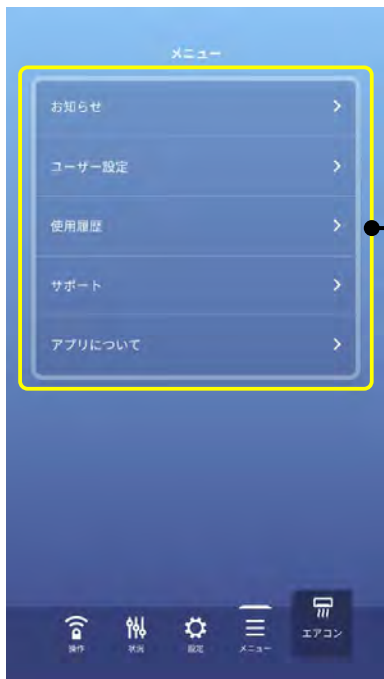 メニュー
お知らせ
ユーザー設定
使用履歴
サポート
アプリについて
操作
状況
設定
メニュー
エアコン